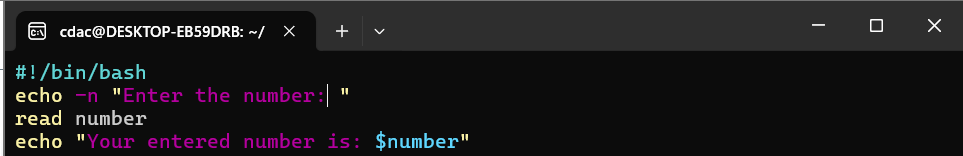 cdac@DESKTOP-EB59DRB: ~/
#!/bin/bash
echo -n "Enter the number: "
read number
echo "Your entered number is: $number"